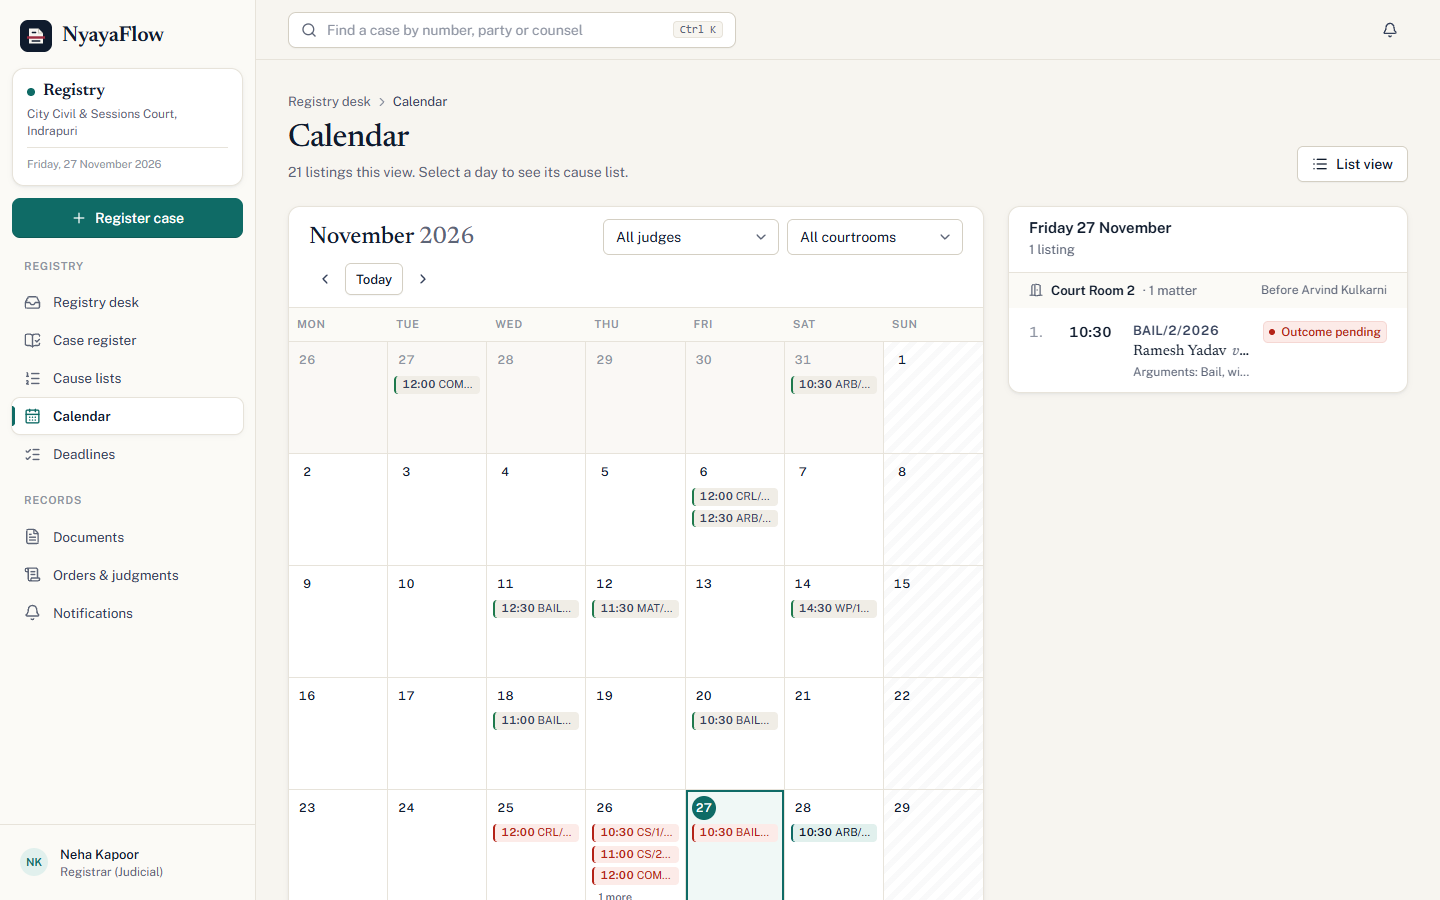 NyayaFlow
Find a case by number, party or counsel
Ctrl K
Registry
City Civil & Sessions Court,
Indrapuri
Friday, 27 November 2026
Register case
REGISTRY
Registry desk
Case register
Cause lists
Calendar
Deadlines
RECORDS
Documents
Orders & judgments
Notifications
NK
Neha Kapoor
Registrar (Judicial)
Registry desk > Calendar
Calendar
21 listings this view. Select a day to see its cause list.
List view
November 2026
All judges
All courtrooms
Today
MON TUE WED THU FRI SAT SUN
26 27 28 29 30 31 1
12:00 COM... 10:30 ARB/...
2 3 4 5 6 7 8
12:00 CRL/...
12:30 ARB/...
9 10 11 12 13 14 15
12:30 BAIL... 11:30 MAT/... 14:30 WP/1...
16 17 18 19 20 21 22
11:00 BAIL... 10:30 BAIL...
23 24 25 26 27 28 29
12:00 CRL/... 10:30 CS/1/... 10:30 BAIL... 10:30 ARB/...
11:00 CS/2...
12:00 COM...
1 more
Friday 27 November
1 listing
Court Room 2 · 1 matter Before Arvind Kulkarni
1. 10:30 BAIL/2/2026 Outcome pending
Ramesh Yadav v...
Arguments: Bail, wi...